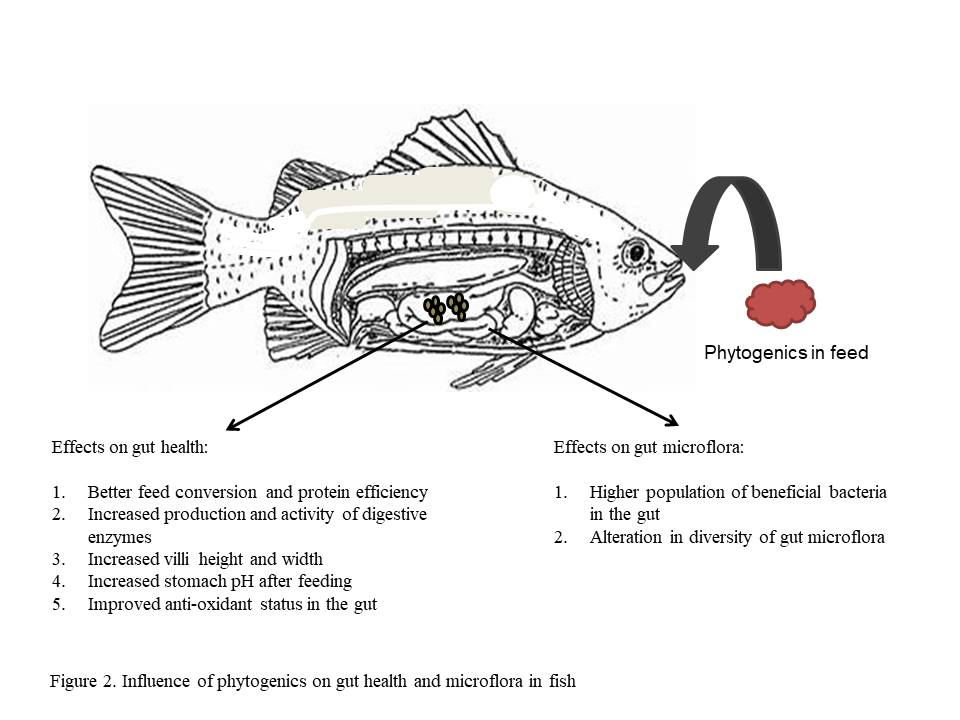 Phytogenics in feed
Effects on gut health:
1. Better feed conversion and protein efficiency
2. Increased production and activity of digestive
enzymes
3. Increased villi height and width
4. Increased stomach pH after feeding
5. Improved anti-oxidant status in the gut
Effects on gut microflora:
1. Higher population of beneficial bacteria
in the gut
2. Alteration in diversity of gut microflora
Figure 2. Influence of phytogenics on gut health and microflora in fish